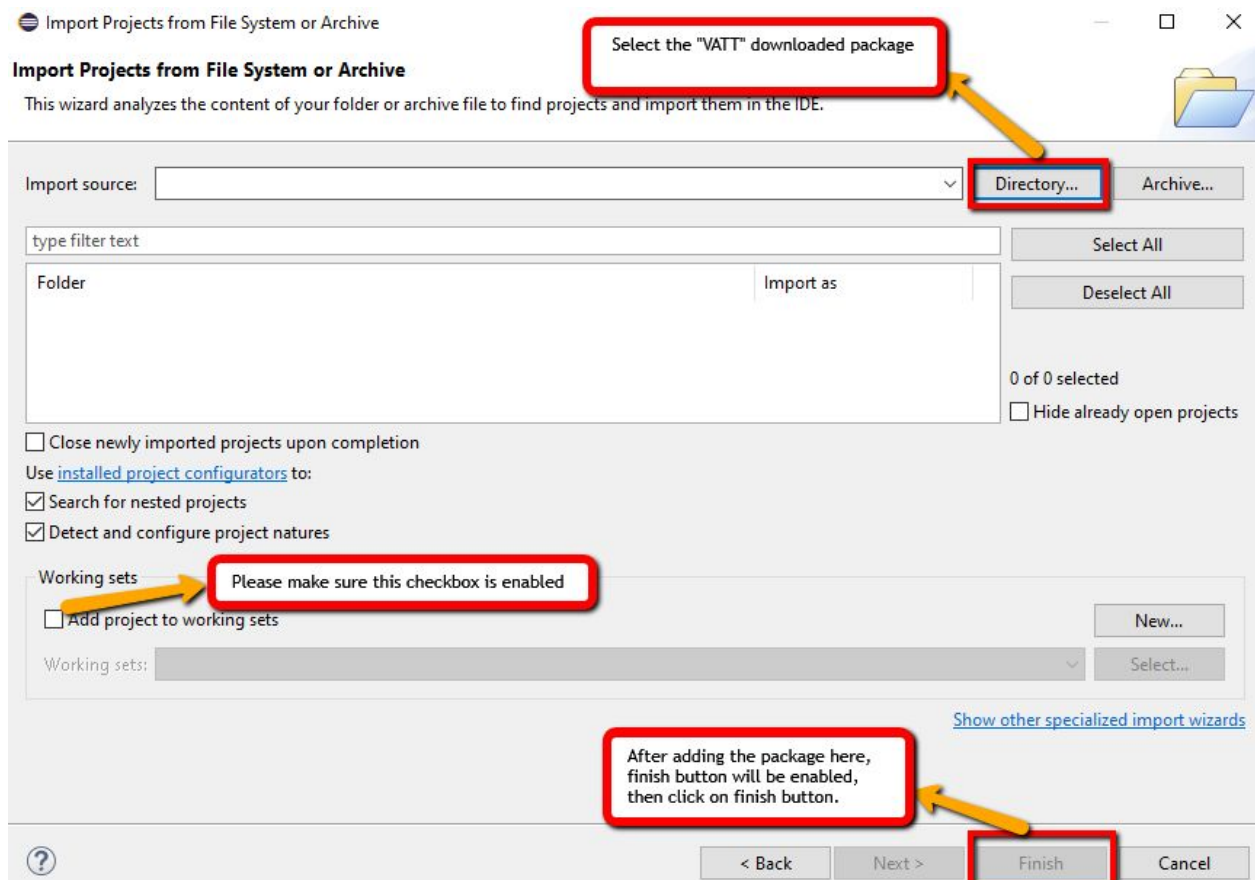 Import Projects from File System or Archive
Select the "VATT" downloaded package
Import Projects from File System or Archive
This wizard analyzes the content of your folder or archive file to find projects and import them in the IDE.
Import source:
Directory...
Archive...
type filter text
Select All
Folder
Import as
Deselect All
0 of 0 selected
Hide already open projects
Close newly imported projects upon completion
Use installed project configurators to:
Search for nested projects
Detect and configure project natures
Working sets
Please make sure this checkbox is enabled
Add project to working sets
New...
Working sets:
Select...
Show other specialized import wizards
After adding the package here,
finish button will be enabled,
then click on finish button.
?
< Back
Next >
Finish
Cancel